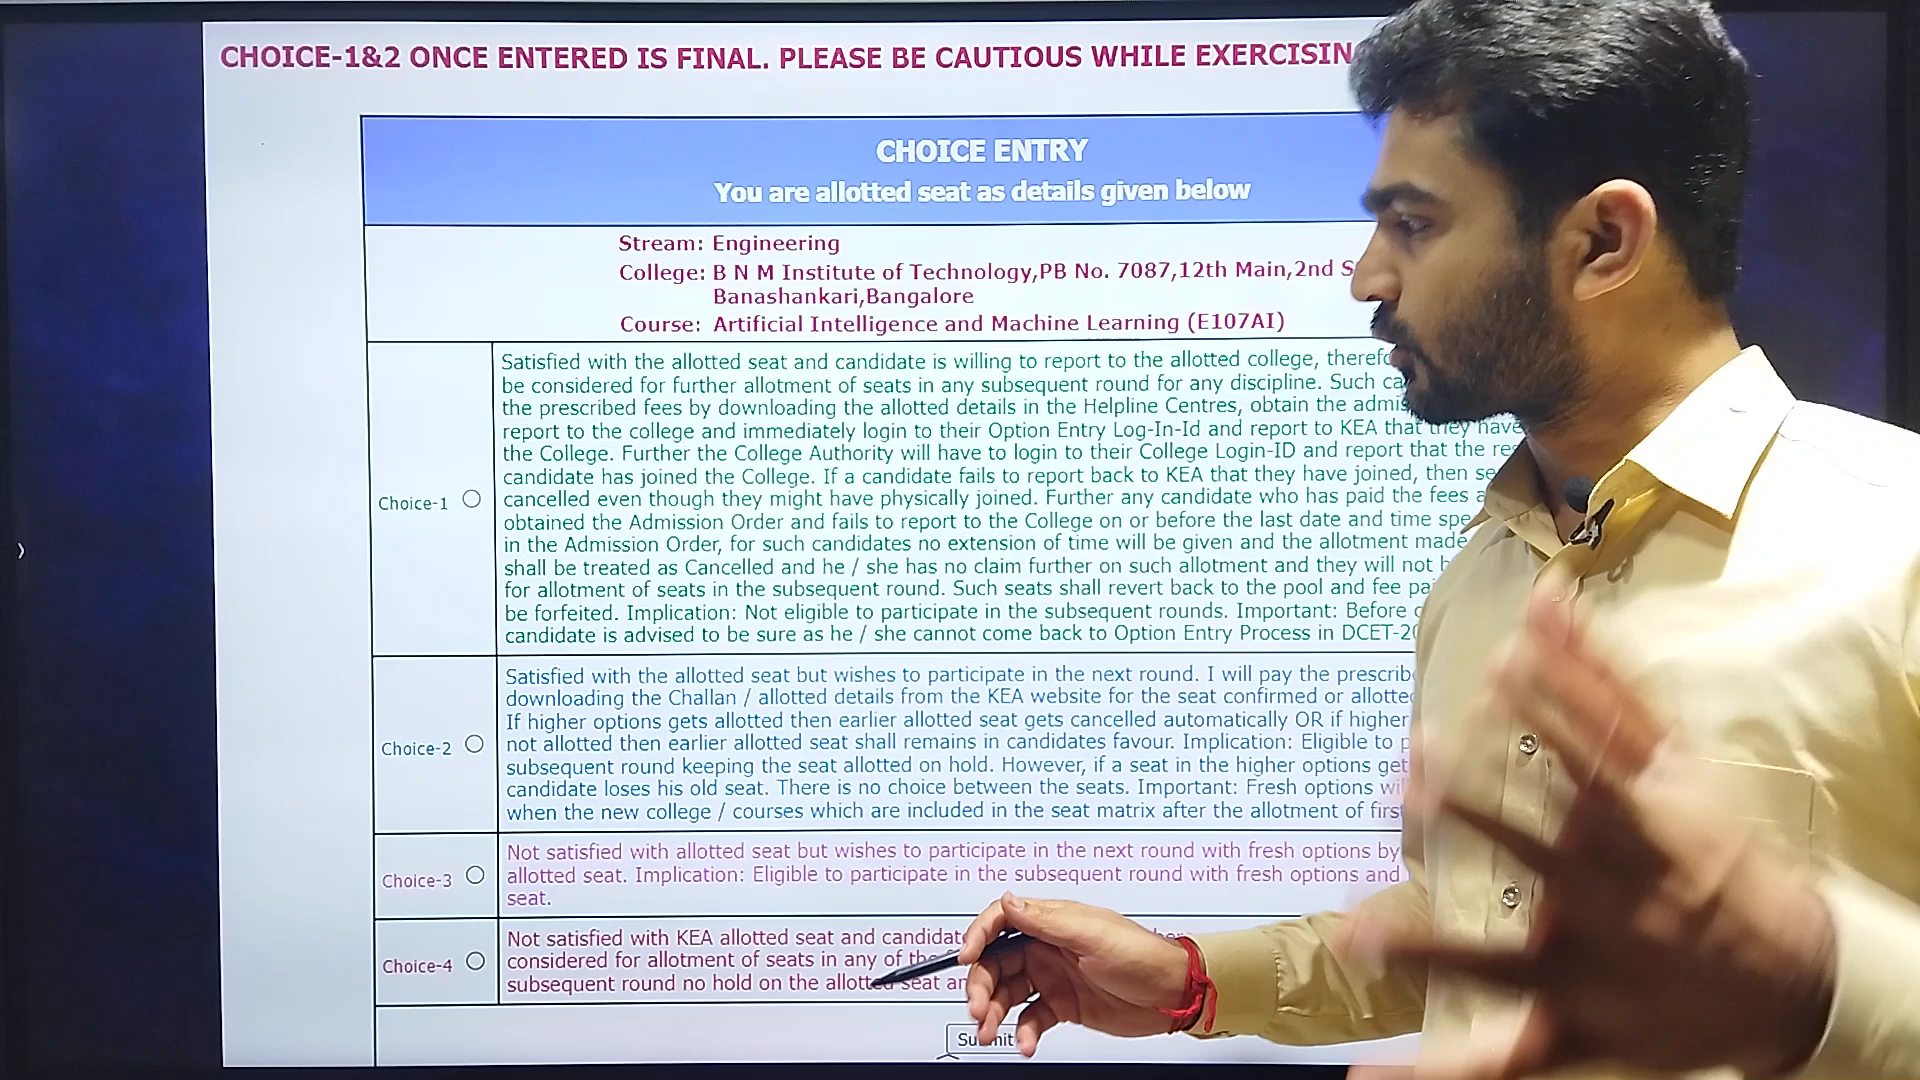 CHOICE-1&2 ONCE ENTERED IS FINAL. PLEASE BE CAUTIOUS WHILE EXERCISING
CHOICE ENTRY
You are allotted seat as details given below
Stream: Engineering
College: B N M Institute of Technology,PB No. 7087,12th Main,2nd
Banashankari,Bangalore
Course: Artificial Intelligence and Machine Learning (E107AI)
Choice-1
Satisfied with the allotted seat and candidate is willing to report to the allotted college,
be considered for further allotment of seats in any subsequent round for any discipline. Such
the prescribed fees by downloading the allotted details in the Helpline Centres, obtain the
report to the college and immediately login to their Option Entry Log-In-Id and report to KEA that they have
the College. Further the College Authority will have to login to their College Login-ID and report that the
candidate has joined the College. If a candidate fails to report back to KEA that they have joined, then
cancelled even though they might have physically joined. Further any candidate who has paid the fees
obtained the Admission Order and fails to report to the College on or before the last date and time
in the Admission Order, for such candidates no extension of time will be given and the allotment made
shall be treated as Cancelled and he / she has no claim further on such allotment and they will not
for allotment of seats in the subsequent round. Such seats shall revert back to the pool and fee
be forfeited. Implication: Not eligible to participate in the subsequent rounds. Important: Before
candidate is advised to be sure as he / she cannot come back to Option Entry Process in
Choice-2
Satisfied with the allotted seat but wishes to participate in the next round. I will pay the
downloading the Challan / allotted details from the KEA website for the seat confirmed or
If higher options gets allotted then earlier allotted seat gets cancelled automatically OR if higher
not allotted then earlier allotted seat shall remains in candidates favour. Implication: Eligible to
subsequent round keeping the seat allotted on hold. However, if a seat in the higher options
candidate loses his old seat. There is no choice between the seats. Important: Fresh options
when the new college / courses which are included in the seat matrix after the allotment of
Choice-3
Not satisfied with allotted seat but wishes to participate in the next round with fresh options by
allotted seat. Implication: Eligible to participate in the subsequent round with fresh options and
seat.
Choice-4
Not satisfied with KEA allotted seat and
considered for allotment of seats in any of
subsequent round no hold on the allotted seat
Submit